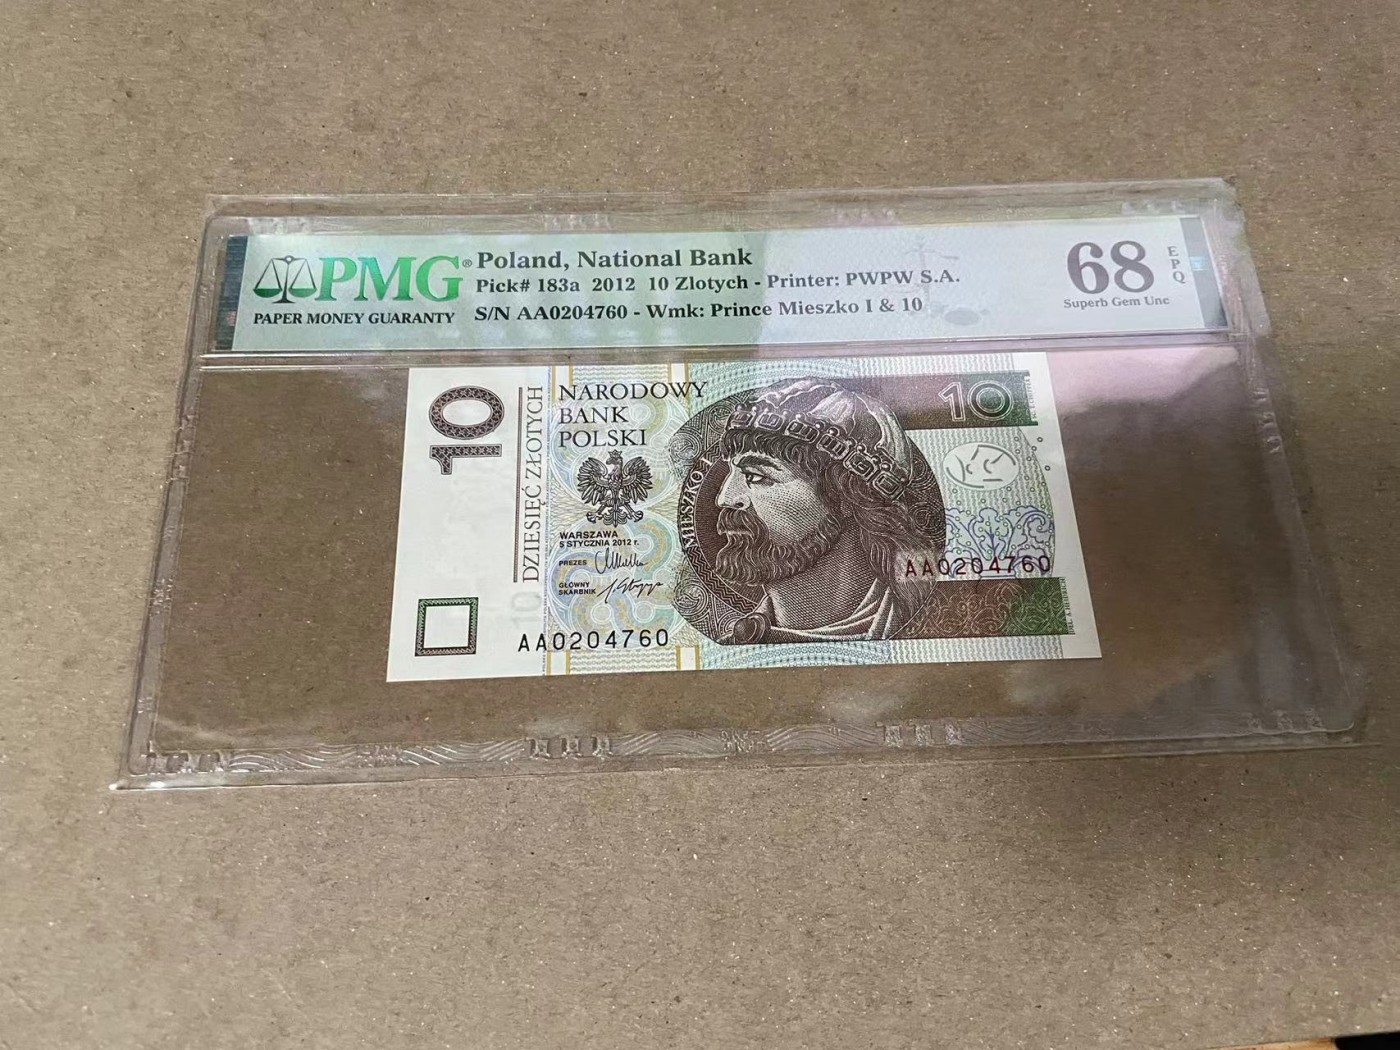 PMG®
PAPER MONEY GUARANTY
Poland, National Bank
Pick# 183a 2012 10 Zlotych - Printer: PWPW S.A.
S/N AA0204760 - Wmk: Prince Mieszko I & 10
68
EPQ
Superb Gem Unc
10
DZIESIĘĆ ZŁOTYCH
NARODOWY
BANK
POLSKI
WARSZAWA
5 STYCZNIA 2012 r.
PREZES
GŁÓWNY
SKARBNIK
AA0204760
MIESZKO I
10
AA0204760
10